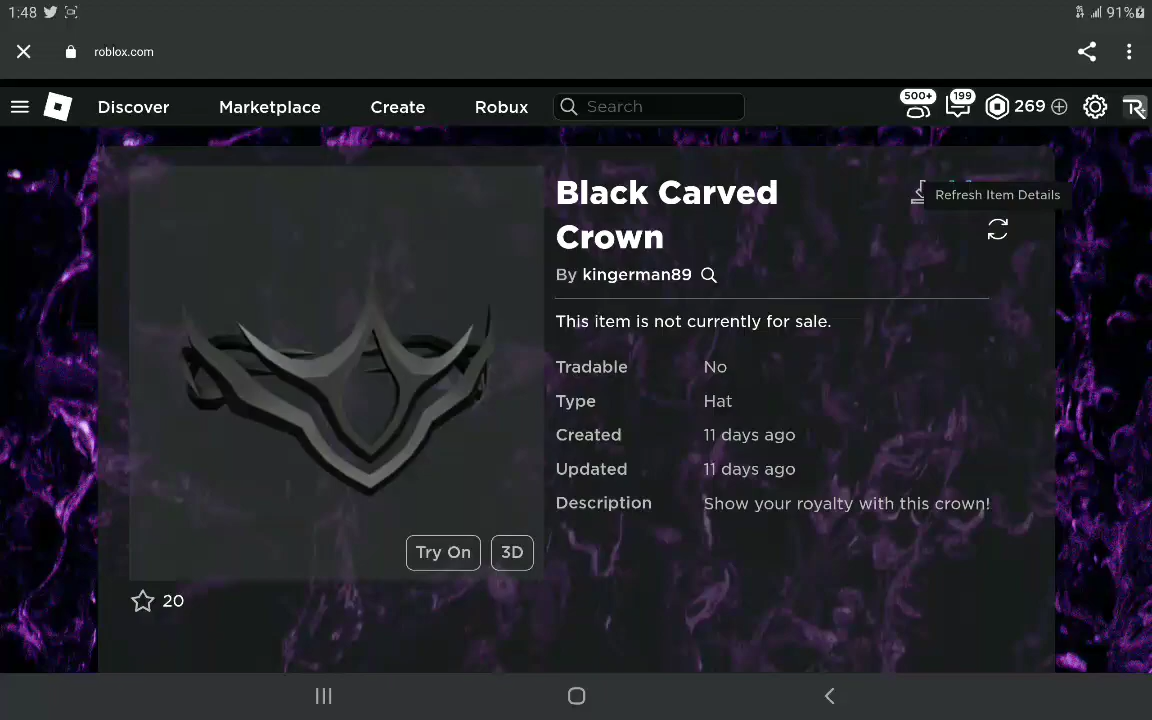 1:48
91%
roblox.com
Discover
Marketplace
Create
Robux
Search
500+
199
269
Black Carved
Crown
Refresh Item Details
By kingerman89
This item is not currently for sale.
Tradable No
Type Hat
Created 11 days ago
Updated 11 days ago
Description Show your royalty with this crown!
Try On
3D
20